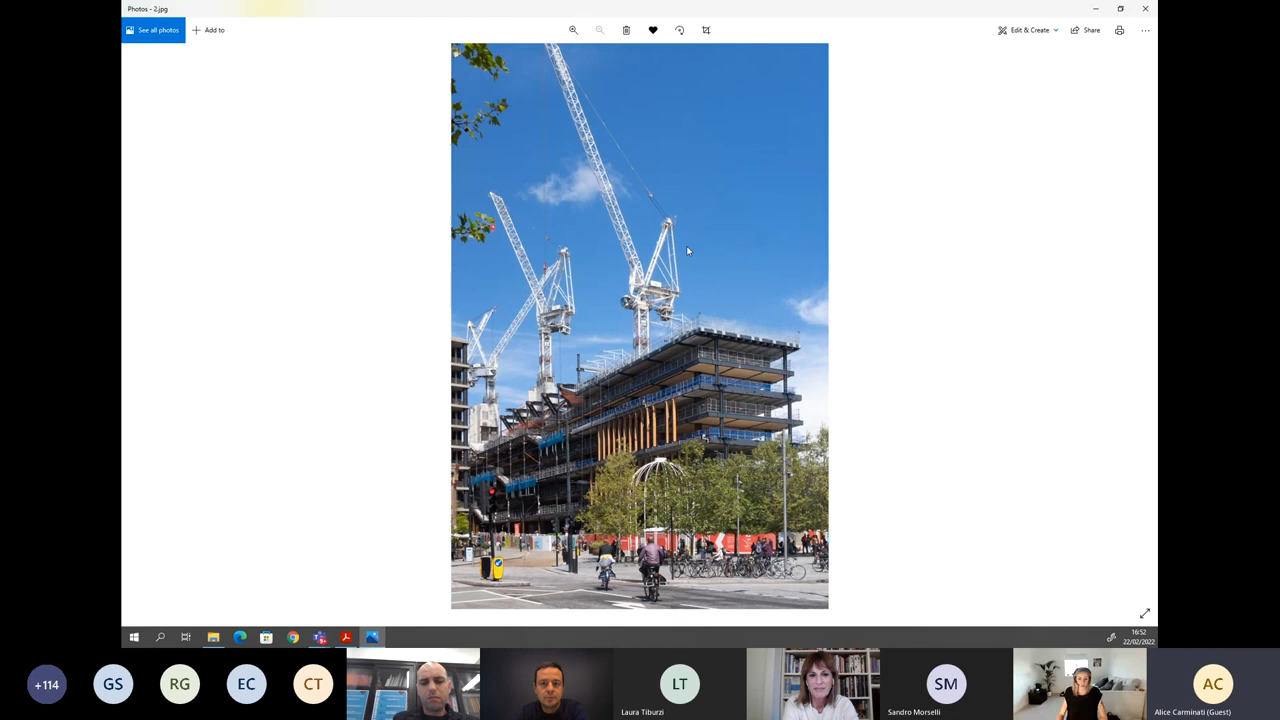 Photos - 2.jpg
See all photos
Add to
Edit & Create
Share
16:52
22/02/2022
+114
GS
RG
EC
CT
LT
Laura Tiburzi
SM
Sandro Morselli
AC
Alice Carminati (Guest)